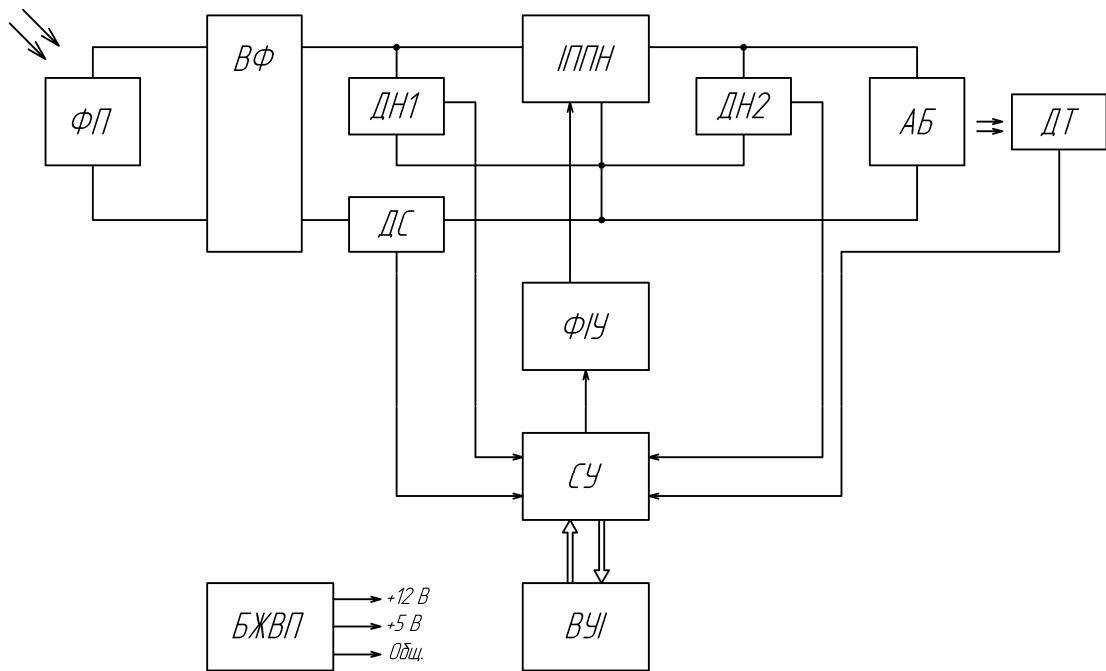 ФП
ВФ
ДН1
ІППН
ДН2
АБ
ДТ
ДС
ФІУ
СУ
БЖВП
+12 В
+5 В
Общ.
ВУІ